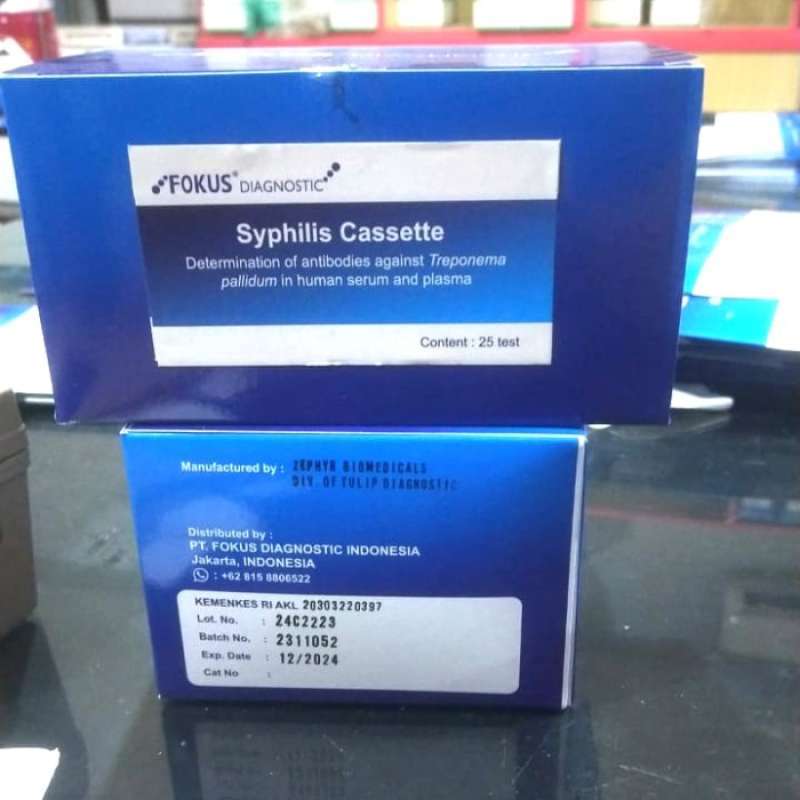 FOKUS® DIAGNOSTIC
Syphilis Cassette
Determination of antibodies against Treponema
pallidum in human serum and plasma
Content : 25 test
Manufactured by : ZEPHYR BIOMEDICALS
DIV. OF TULIP DIAGNOSTIC
Distributed by :
PT. FOKUS DIAGNOSTIC INDONESIA
Jakarta, INDONESIA
: +62 815 8806522
KEMENKES RI AKL 20303220397
Lot. No. : 24C2223
Batch No. : 2311052
Exp. Date : 12/2024
Cat No :